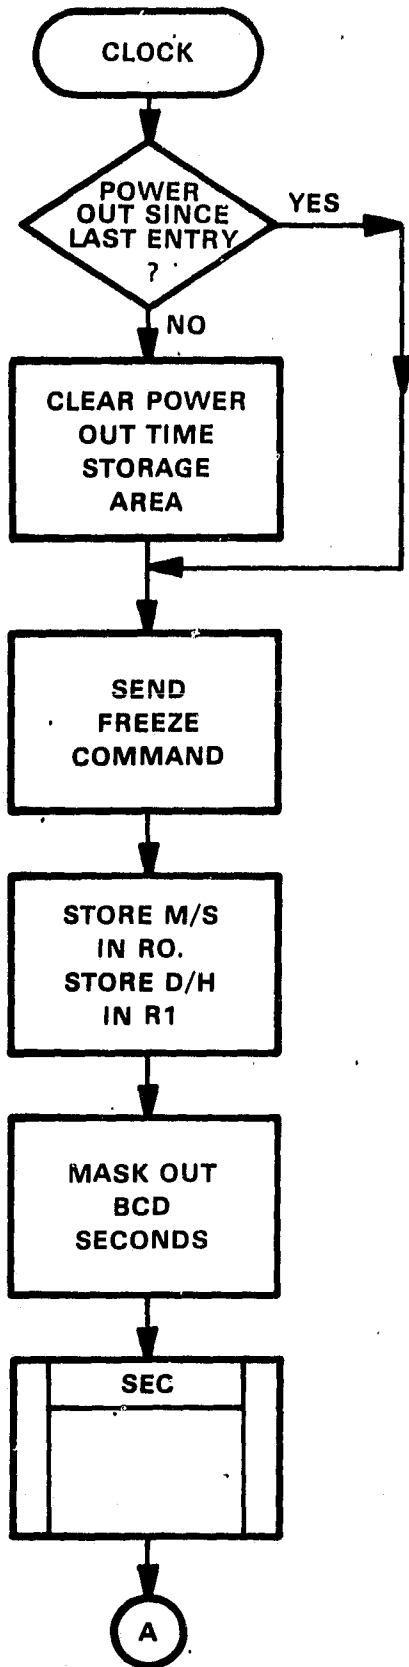 CLOCK
POWER
OUT SINCE
LAST ENTRY
?
YES
NO
CLEAR POWER
OUT TIME
STORAGE
AREA
SEND
FREEZE
COMMAND
STORE M/S
IN RO.
STORE D/H
IN R1
MASK OUT
BCD
SECONDS
SEC
A